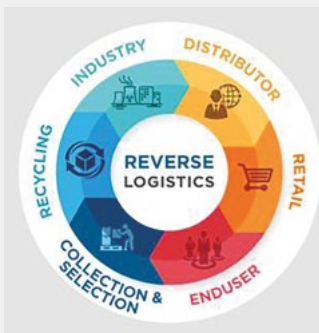 REVERSE
LOGISTICS
INDUSTRY
DISTRIBUTOR
RETAIL
ENDUSER
COLLECTION &
SELECTION
RECYCLING